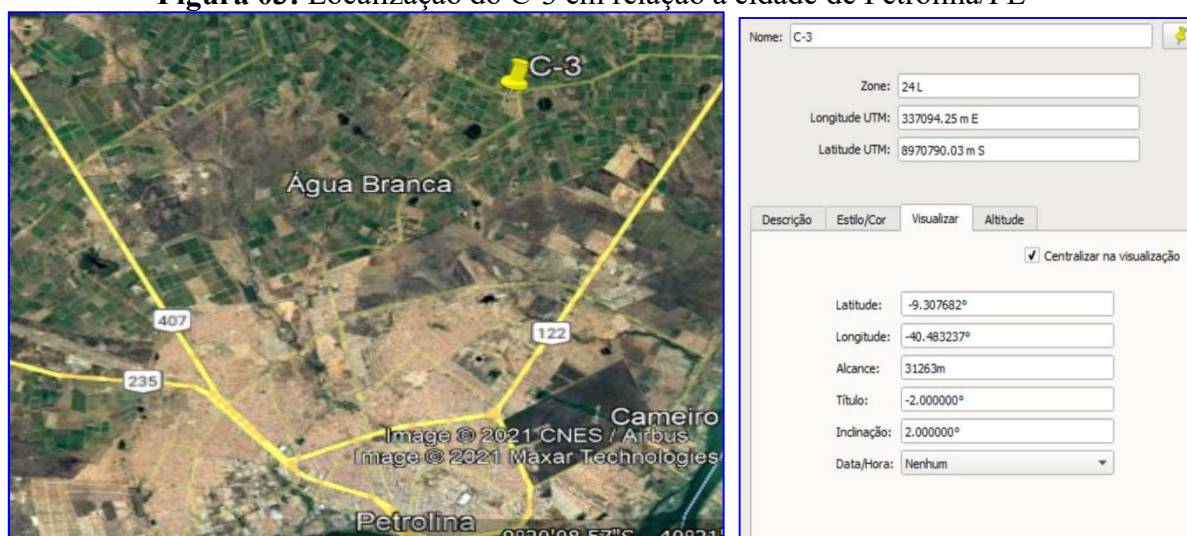 Figura 03: Localização do C-3 em relação à cidade de Petrolina/PE
C-3
Água Branca
407
122
235
Carneiro
Image © 2021 CNES / Airbus
Image © 2021 Maxar Technologies
Petrolina
Nome: C-3
Zone: 24 L
Longitude UTM: 337094.25 m E
Latitude UTM: 8970790.03 m S
Descrição Estilo/Cor Visualizar Altitude
Centralizar na visualização
Latitude: -9.307682°
Longitude: -40.483237°
Alcance: 31263m
Título: -2.000000°
Inclinação: 2.000000°
Data/Hora: Nenhum